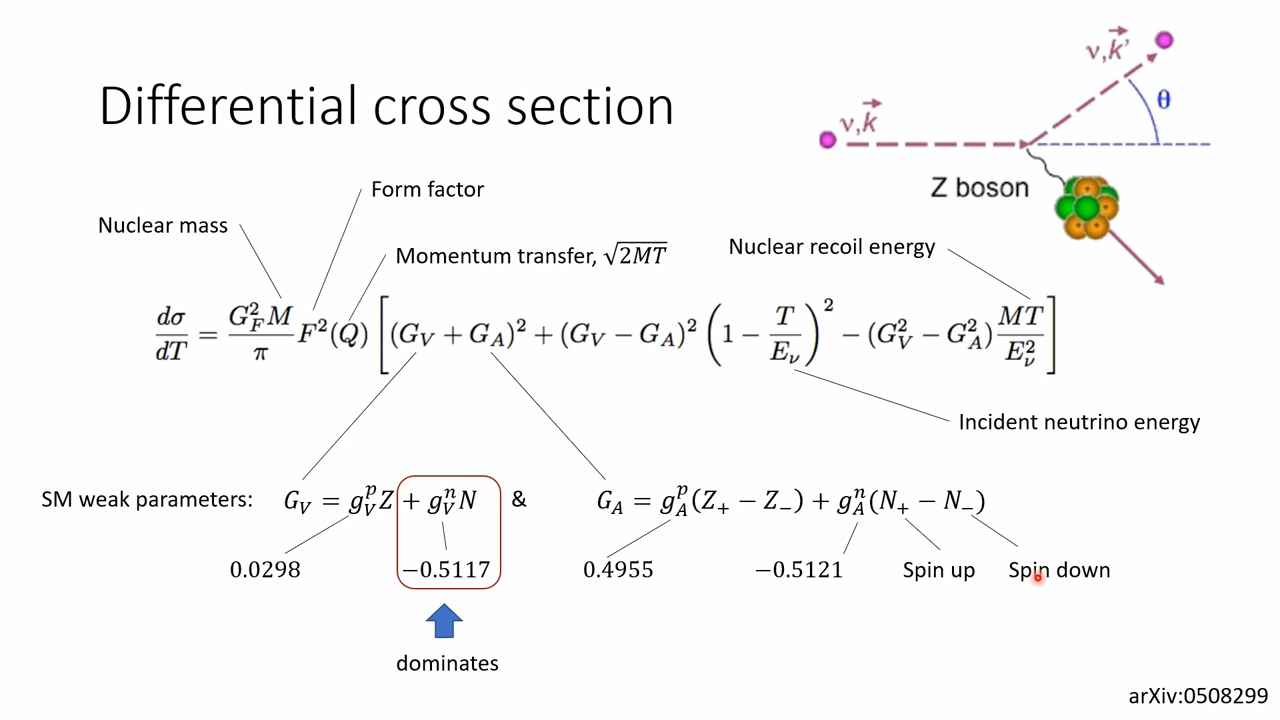 Differential cross section
ν,k⃗
ν,k⃗'
θ
Z boson
Form factor
Nuclear mass
Momentum transfer, √2MT
Nuclear recoil energy
dσ/dT = G_F^2 M/π F^2(Q) [(G_V + G_A)^2 + (G_V − G_A)^2 (1 − T/E_ν)^2 − (G_V^2 − G_A^2) MT/E_ν^2]
Incident neutrino energy
SM weak parameters: G_V = g_V^p Z + g_V^n N & G_A = g_A^p (Z_+ − Z_−) + g_A^n (N_+ − N_−)
0.0298 −0.5117 0.4955 −0.5121 Spin up Spin down
dominates
arXiv:0508299